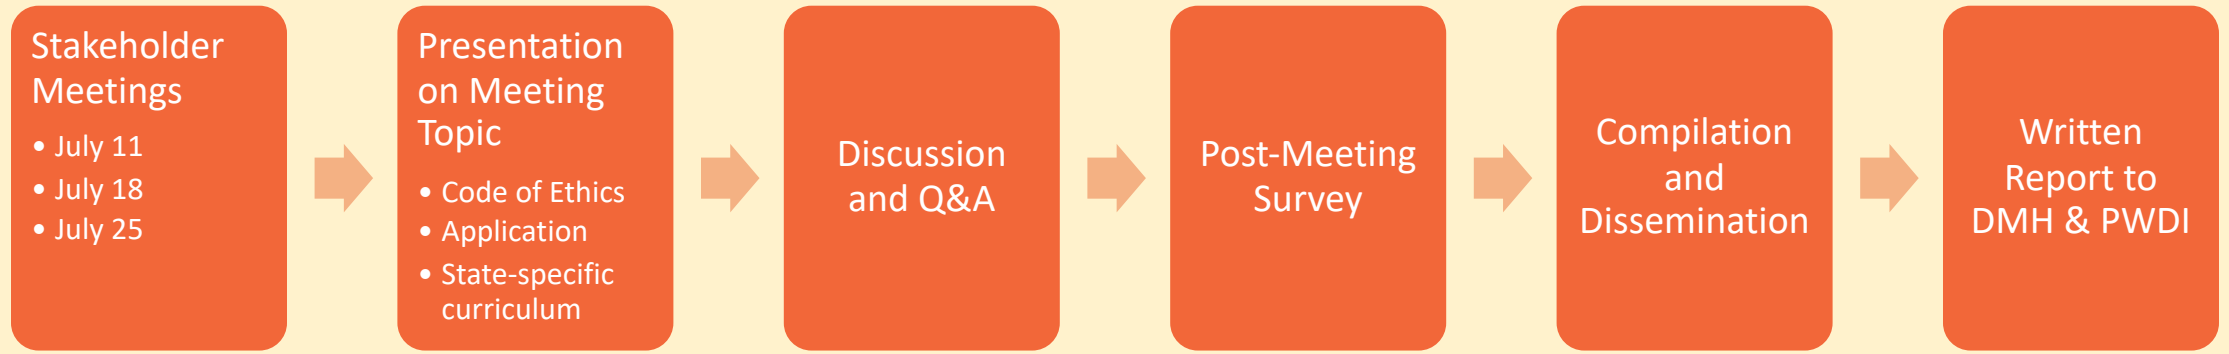 Stakeholder
Meetings
• July 11
• July 18
• July 25
Presentation
on Meeting
Topic
• Code of Ethics
• Application
• State-specific
curriculum
Discussion
and Q&A
Post-Meeting
Survey
Compilation
and
Dissemination
Written
Report to
DMH & PWDI